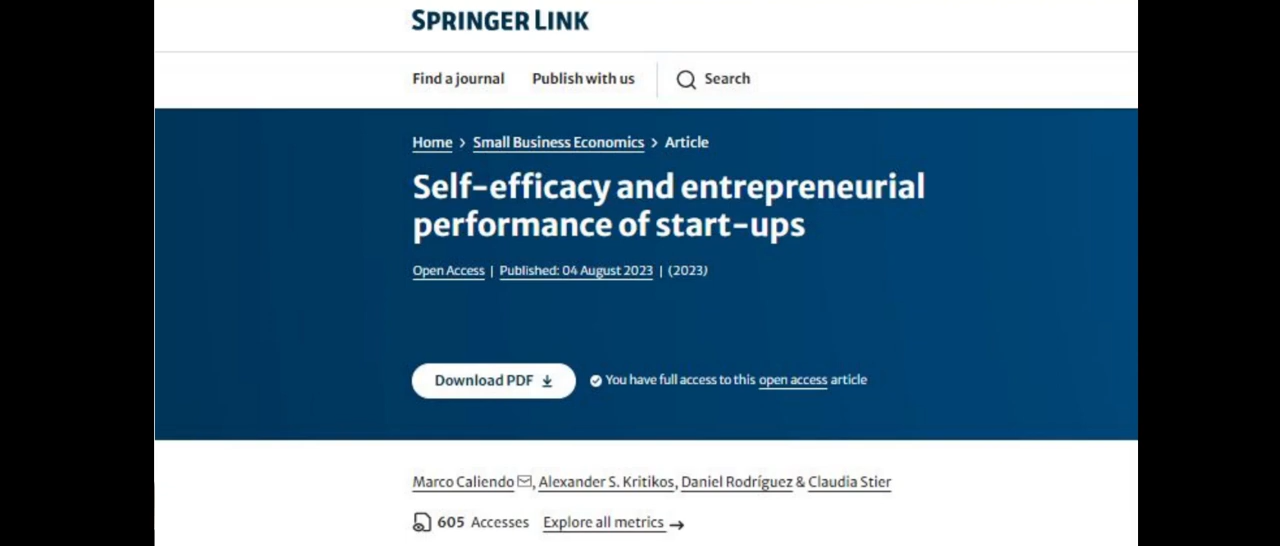 SPRINGER LINK
Find a journal Publish with us Search
Home > Small Business Economics > Article
Self-efficacy and entrepreneurial
performance of start-ups
Open Access | Published: 04 August 2023 | (2023)
Download PDF You have full access to this open access article
Marco Caliendo, Alexander S. Kritikos, Daniel Rodríguez & Claudia Stier
605 Accesses Explore all metrics →